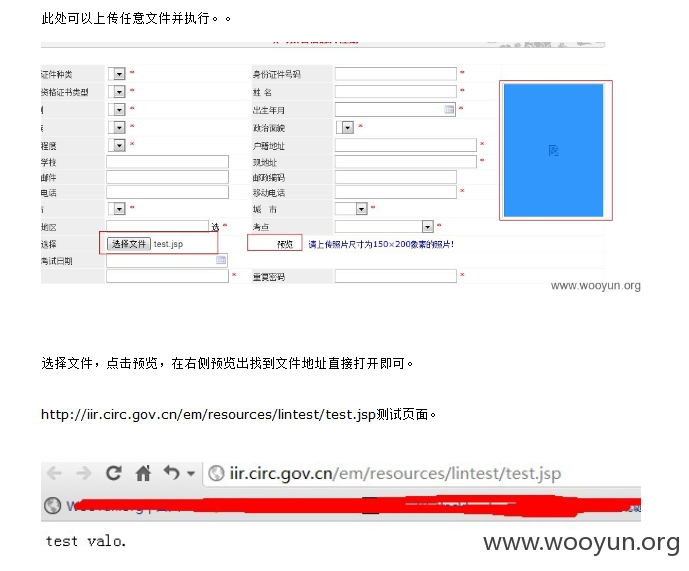 此处可以上传任意文件并执行。。
证件种类 * 身份证件号码 *
资格证书类型 * 姓 名 *
* 出生年月 *
* 政治面貌 *
程度 * 户籍地址 *
学校 现地址 *
邮件 邮政编码
电话 移动电话 *
* 城 市 *
地区 选 * 考点 *
选择 选择文件 test.jsp 预览 请上传照片尺寸为150×200象素的照片!
考试日期
* 重复密码 *
www.wooyun.org
选择文件，点击预览，在右侧预览出找到文件地址直接打开即可。
http://iir.circ.gov.cn/em/resources/lintest/test.jsp测试页面。
iir.circ.gov.cn/em/resources/lintest/test.jsp
test valo.
www.wooyun.org